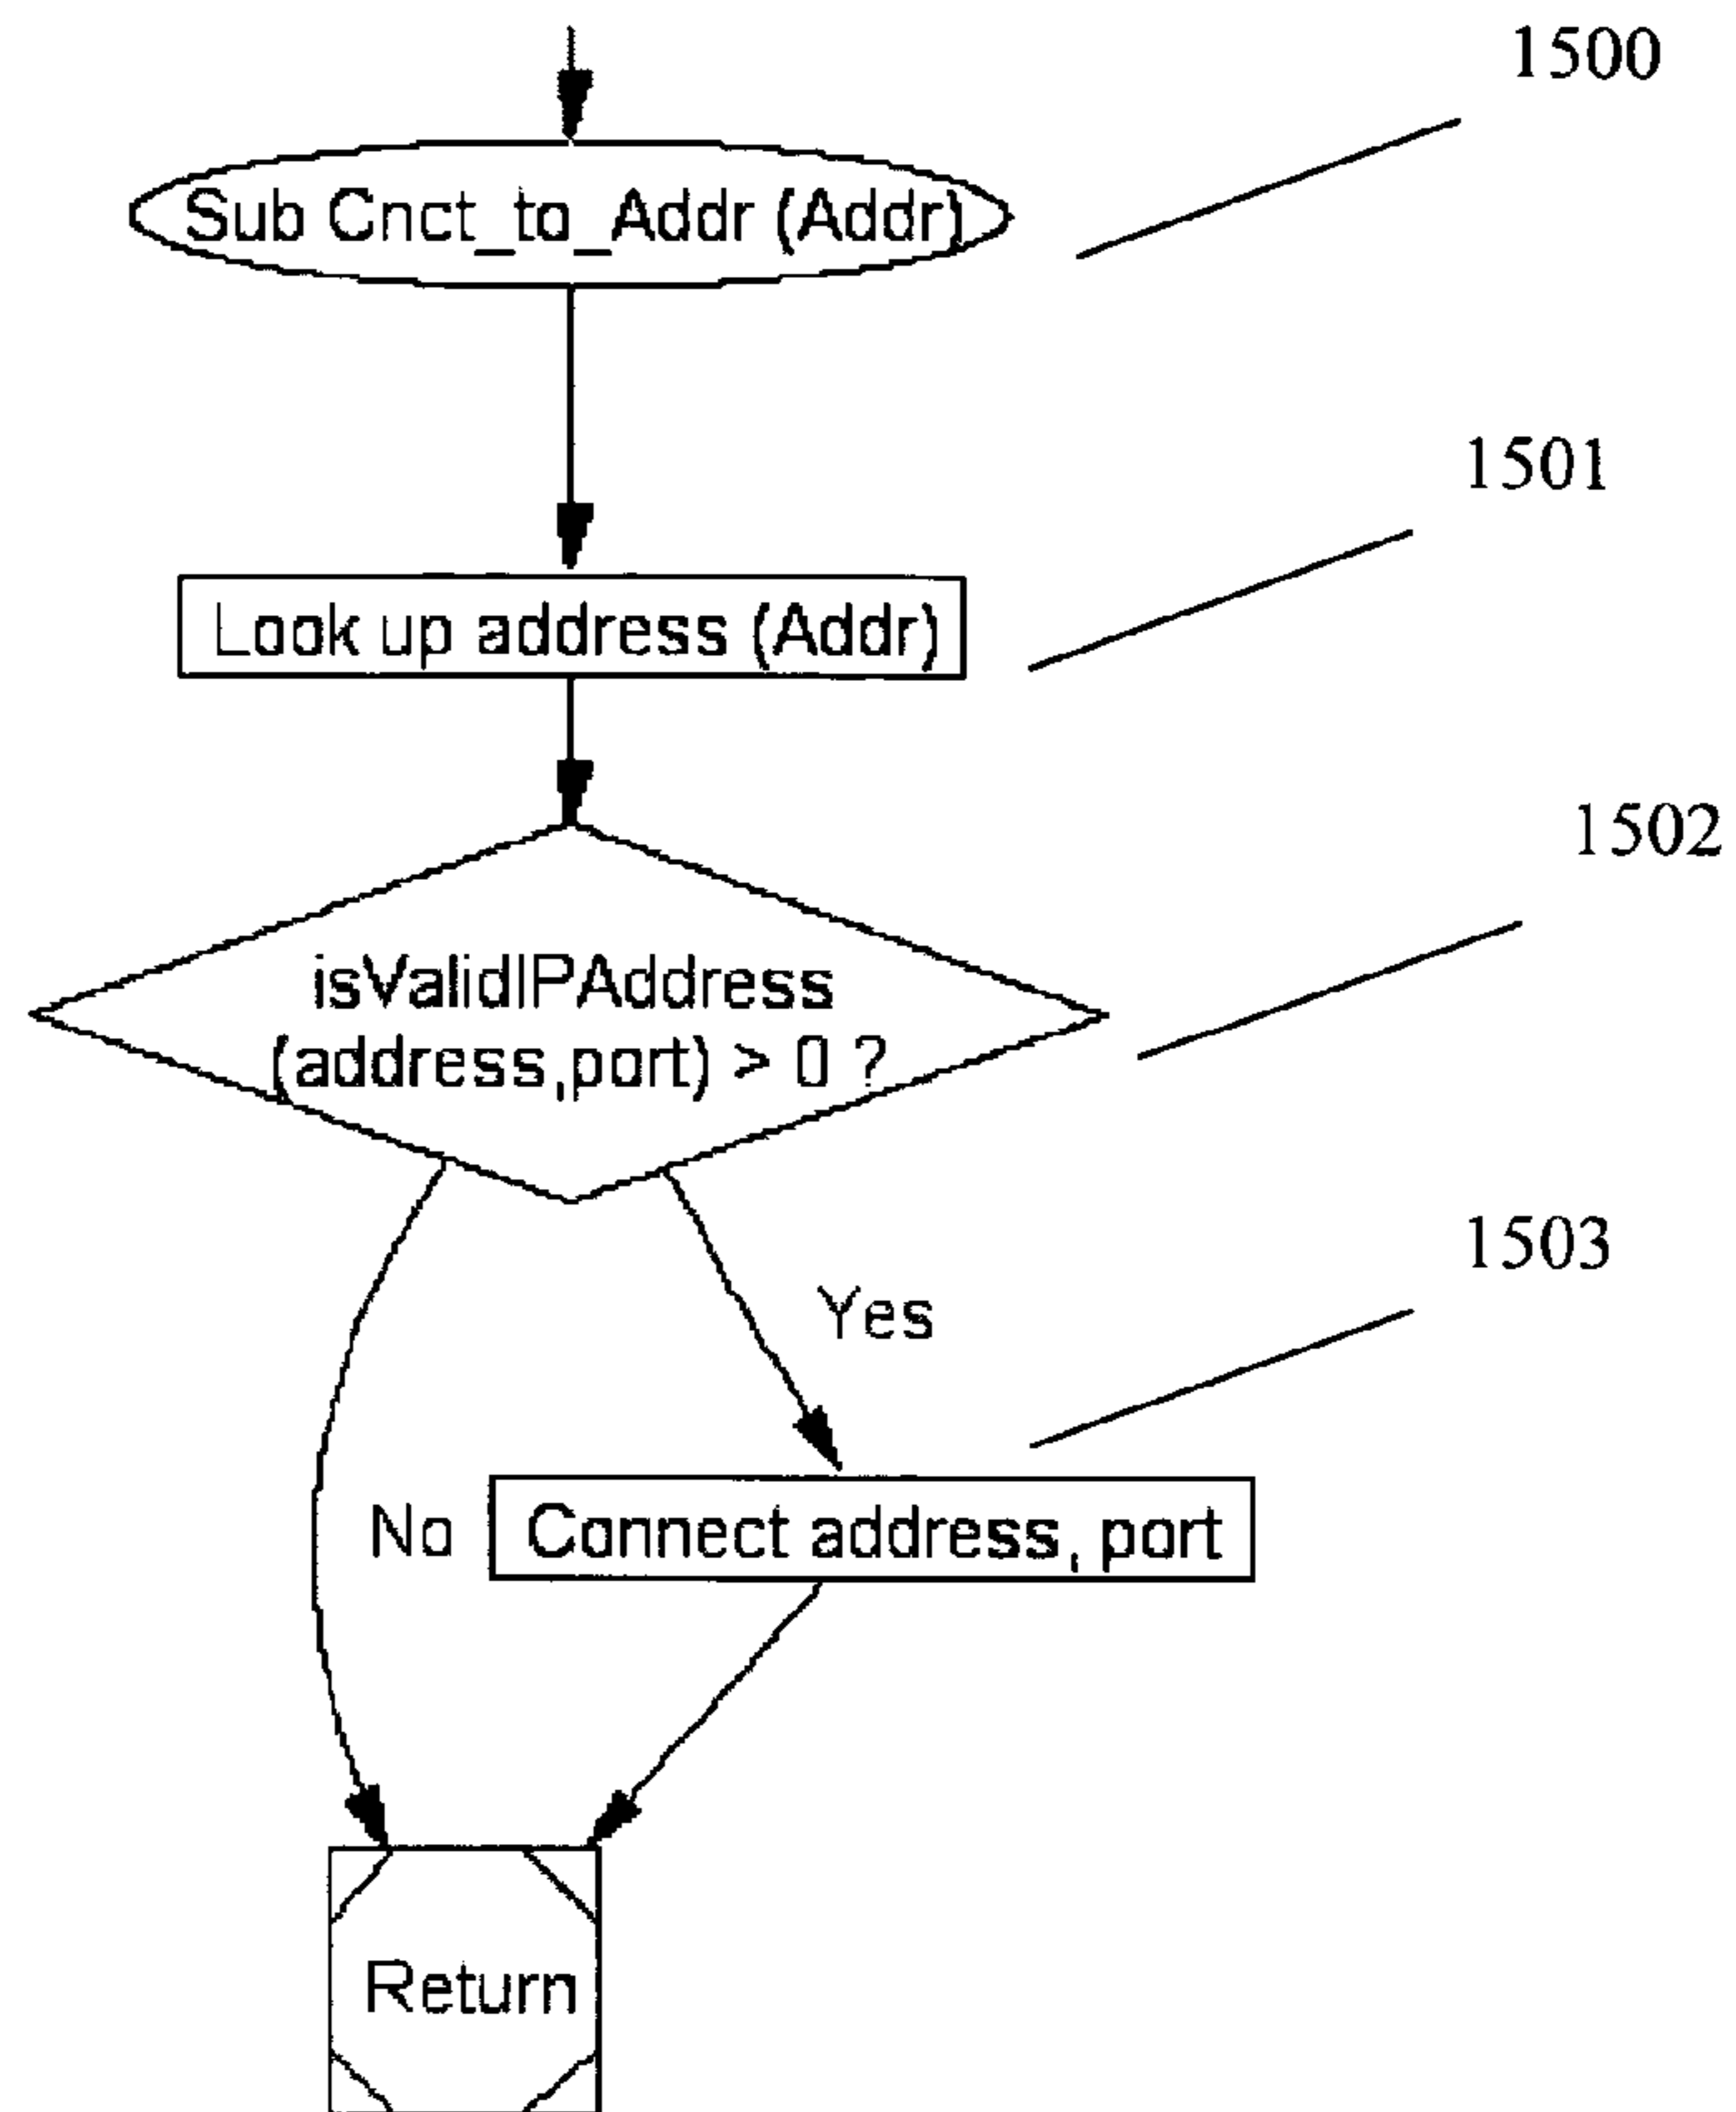 1500
Sub Cnct_to_Addr (Addr)
1501
Look up address (Addr)
1502
isValidIPAddress
(address,port) > 0 ?
1503
Yes
No
Connect address, port
Return